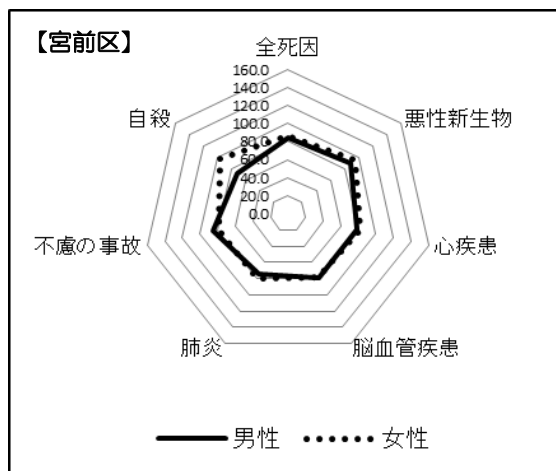 【宮前区】
全死因
160.0
140.0
120.0
100.0
80.0
60.0
40.0
20.0
0.0
自殺
悪性新生物
不慮の事故
心疾患
肺炎
脳血管疾患
男性
女性